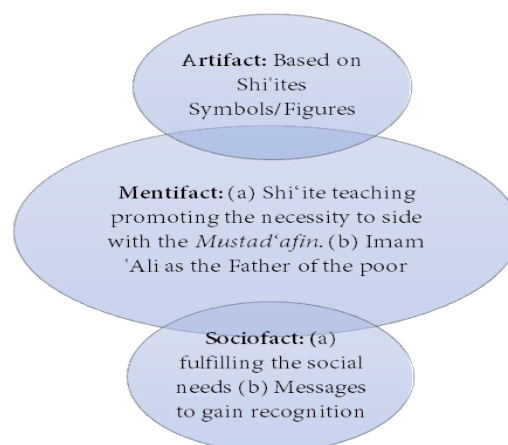 Artifact: Based on
Shi'ites
Symbols/Figures
Mentifact: (a) Shi‘ite teaching
promoting the necessity to side
with the Mustad‘afin. (b) Imam
'Ali as the Father of the poor
Sociofact: (a)
fulfilling the social
needs (b) Messages
to gain recognition